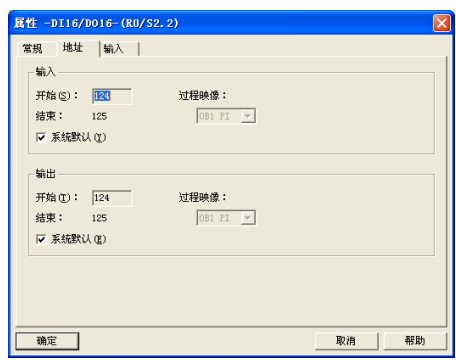 属性 -DI16/DO16-(R0/S2.2)
常规 地址 输入
输入
开始(S): 124 过程映像:
结束: 125 OB1 PI
系统默认(Y)
输出
开始(T): 124 过程映像:
结束: 125 OB1 PI
系统默认(E)
确定 取消 帮助